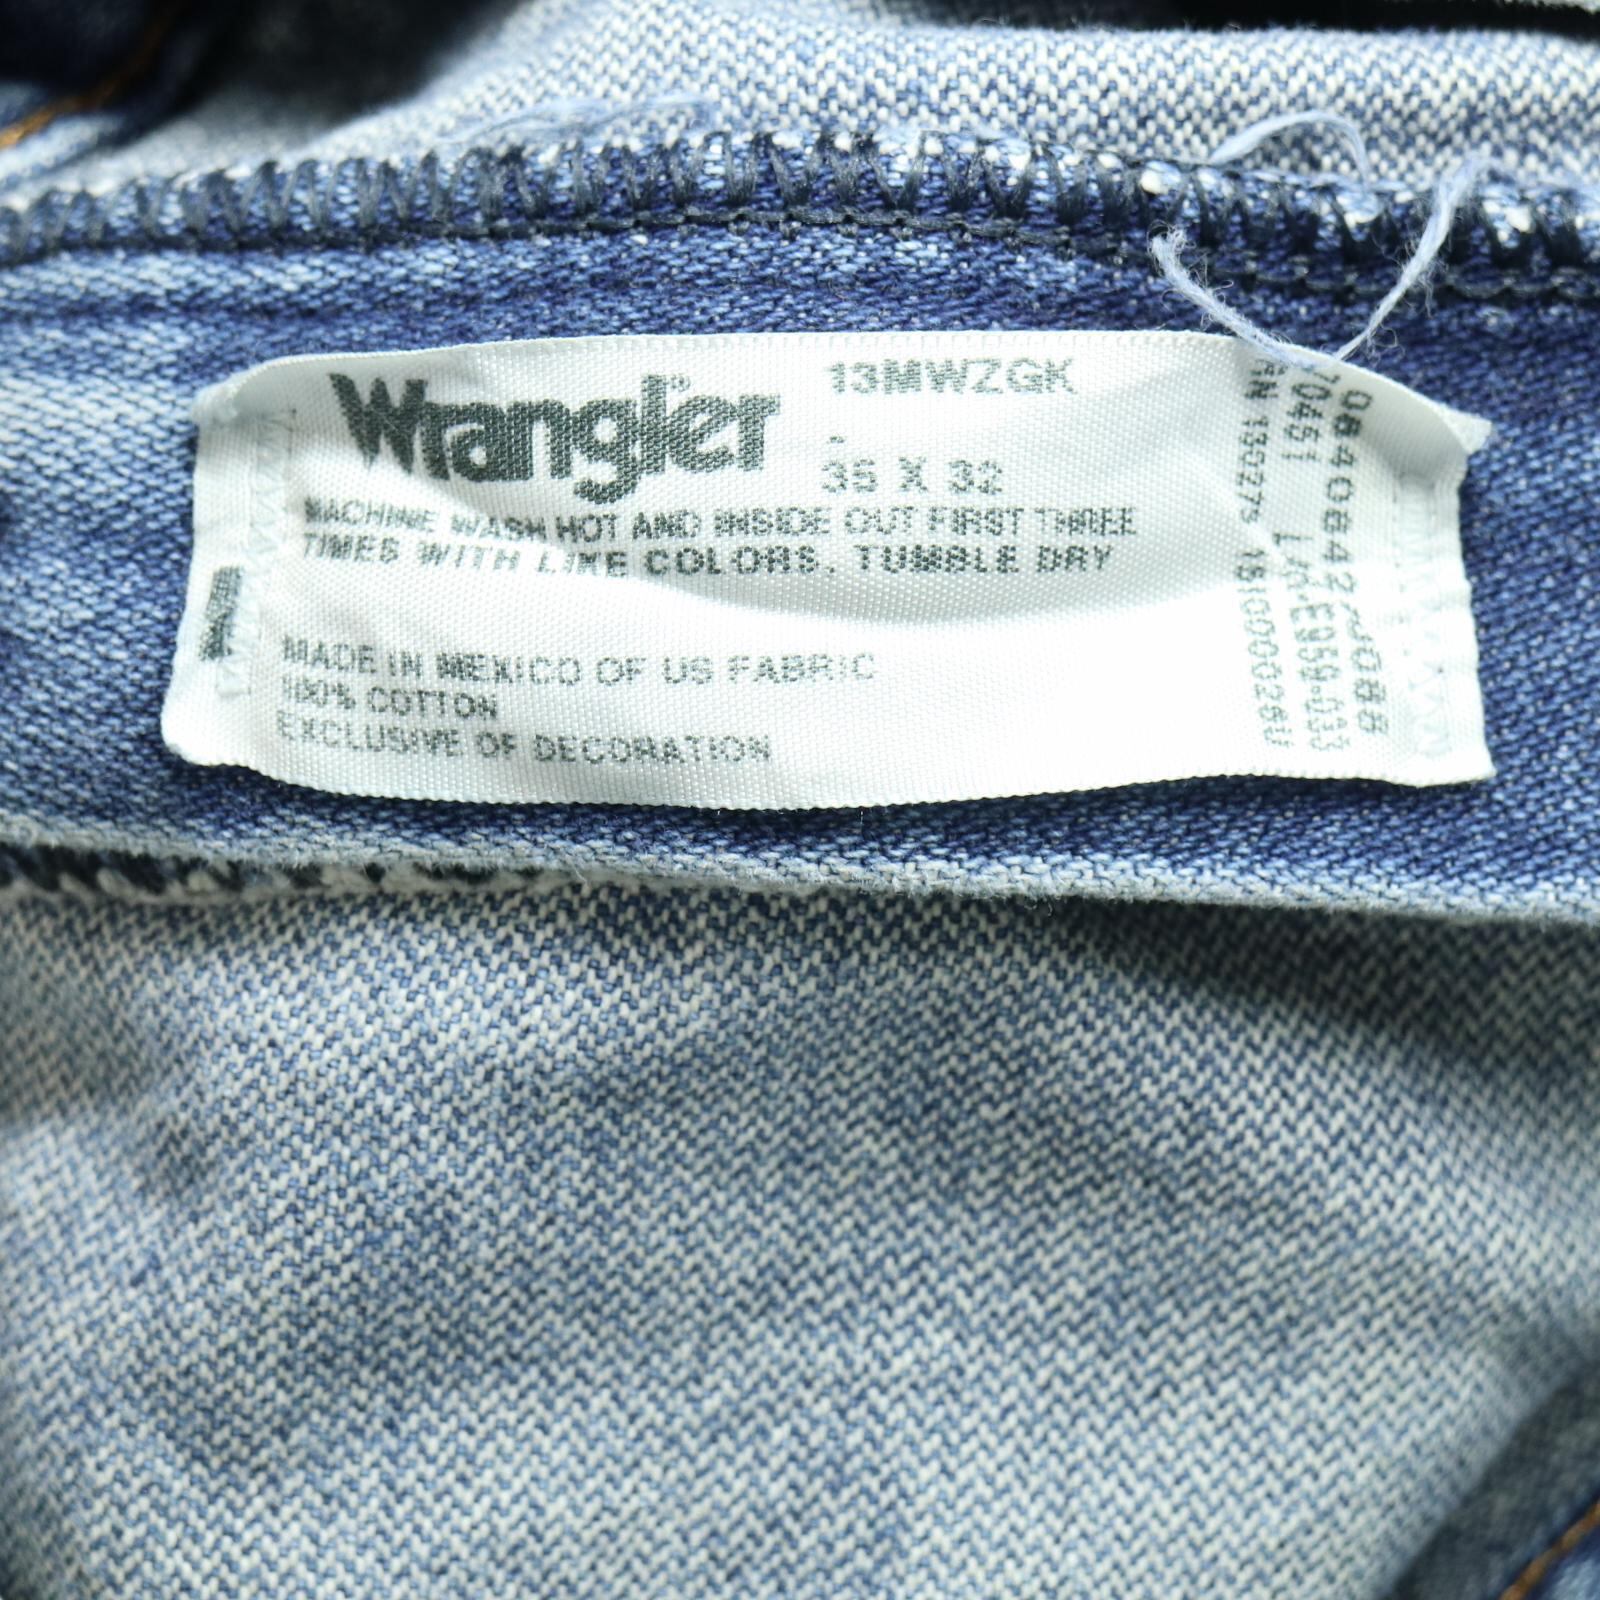 Wrangler®
13MWZGK
35 X 32
MACHINE WASH HOT AND INSIDE OUT FIRST THREE
TIMES WITH LIKE COLORS. TUMBLE DRY
MADE IN MEXICO OF US FABRIC
100% COTTON
EXCLUSIVE OF DECORATION
70451